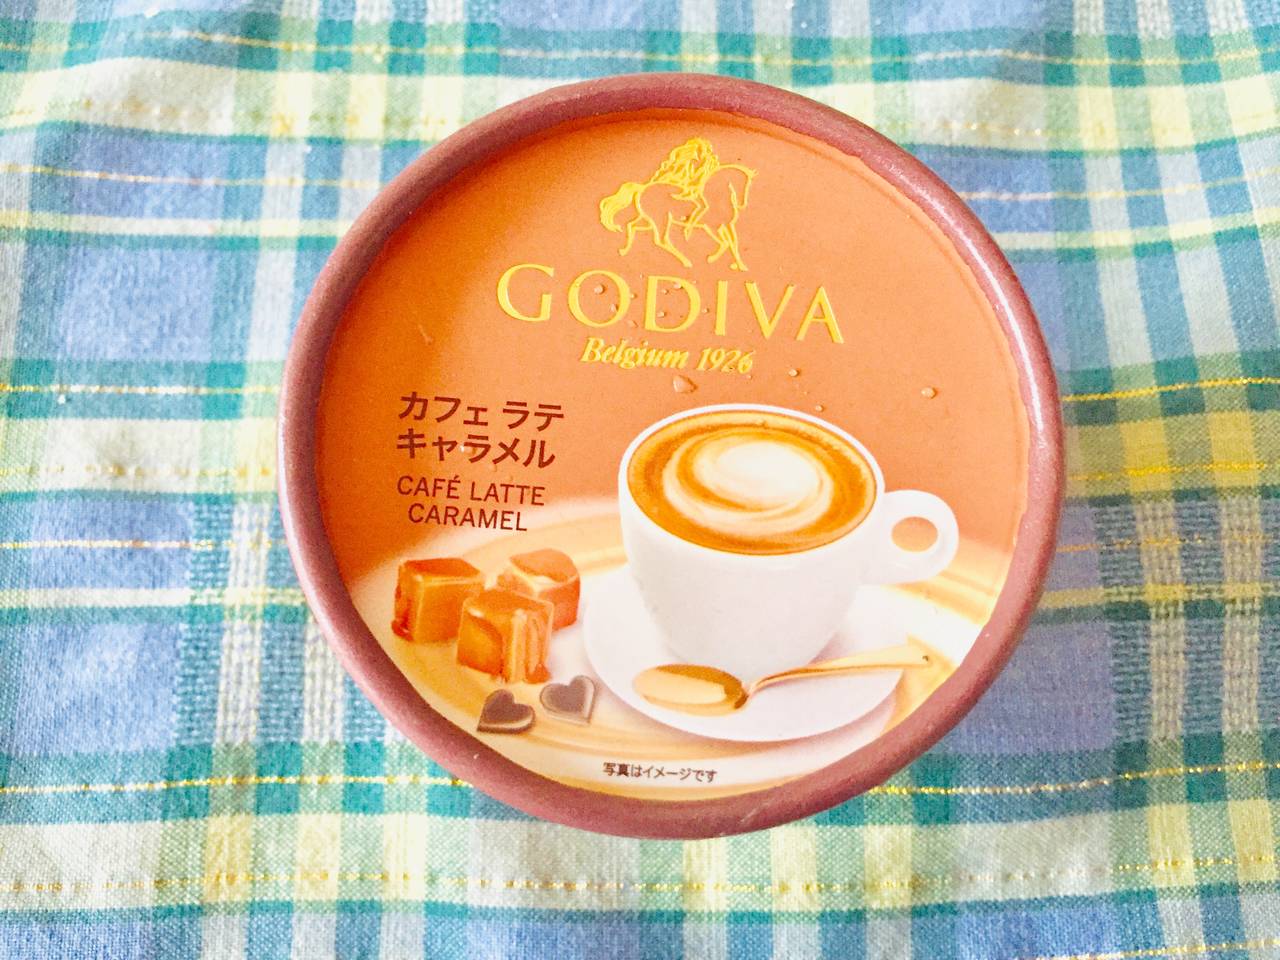 GODIVA
Belgium 1926
カフェ ラテ
キャラメル
CAFÉ LATTE
CARAMEL
写真はイメージです